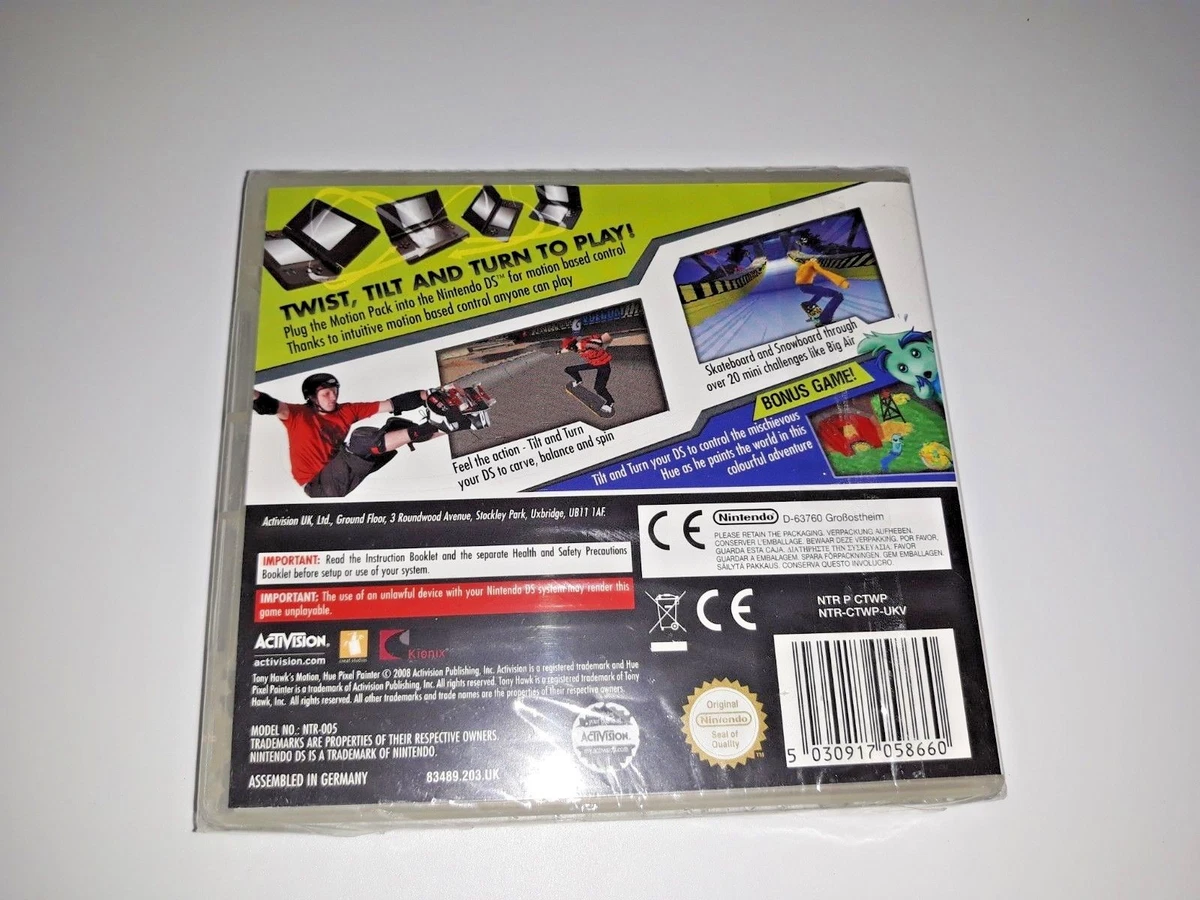 TWIST, TILT AND TURN TO PLAY!
Plug the Motion Pack into the Nintendo DS™ for motion based control
Thanks to intuitive motion based control anyone can play
Skateboard and Snowboard through
over 20 mini challenges like Big Air
Feel the action - Tilt and Turn
your DS to carve, balance and spin
BONUS GAME!
Tilt and Turn your DS to control the mischievous
Hue as he paints the world in this
colourful adventure
Activision UK, Ltd., Ground Floor, 3 Roundwood Avenue, Stockley Park, Uxbridge, UB11 1AF.
IMPORTANT: Read the Instruction Booklet and the separate Health and Safety Precautions
Booklet before setup or use of your system.
IMPORTANT: The use of an unlawful device with your Nintendo DS system may render this
game unplayable.
CE
Nintendo
D-63760 Großostheim
PLEASE RETAIN THE PACKAGING. VERPACKUNG AUFHEBEN.
CONSERVER L'EMBALLAGE. BEWAAR DEZE VERPAKKING. POR FAVOR,
GUARDA ESTA CAJA. ΔΙΑΤΗΡΗΣΤΕ ΤΗΝ ΣΥΣΚΕΥΑΣΙΑ. FAVOR
GUARDAR A EMBALAGEM. SPARA FÖRPACKNINGEN. GEM EMBALLAGEN.
SÄILYTÄ PAKKAUS. CONSERVA QUESTO INVOLUCRO.
CE
NTR P CTWP
NTR-CTWP-UKV
ACTIVISION.
activision.com
Kionix
Tony Hawk's Motion, Hue Pixel Painter © 2008 Activision Publishing, Inc. Activision is a registered trademark and Hue
Pixel Painter is a trademark of Activision Publishing, Inc. All rights reserved. Tony Hawk is a registered trademark of Tony
Hawk, Inc. All rights reserved. All other trademarks and trade names are the properties of their respective owners.
MODEL NO.: NTR-005
TRADEMARKS ARE PROPERTIES OF THEIR RESPECTIVE OWNERS.
NINTENDO DS IS A TRADEMARK OF NINTENDO.
ASSEMBLED IN GERMANY
83489.203.UK
ACTIVISION.
Original
Nintendo
Seal of
Quality
TM
5 030917 058660